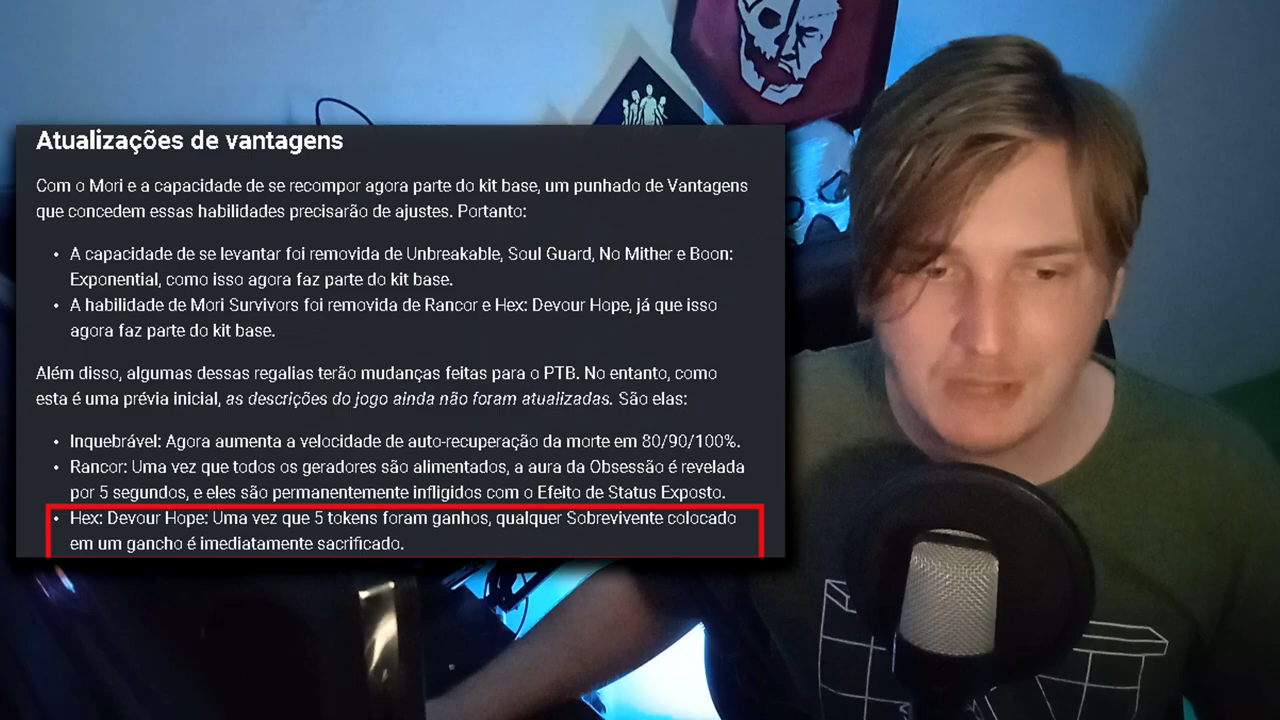 Atualizações de vantagens
Com o Mori e a capacidade de se recompor agora parte do kit base, um punhado de Vantagens
que concedem essas habilidades precisarão de ajustes. Portanto:
• A capacidade de se levantar foi removida de Unbreakable, Soul Guard, No Mither e Boon:
Exponential, como isso agora faz parte do kit base.
• A habilidade de Mori Survivors foi removida de Rancor e Hex: Devour Hope, já que isso
agora faz parte do kit base.
Além disso, algumas dessas regalias terão mudanças feitas para o PTB. No entanto, como
esta é uma prévia inicial, as descrições do jogo ainda não foram atualizadas. São elas:
• Inquebrável: Agora aumenta a velocidade de auto-recuperação da morte em 80/90/100%.
• Rancor: Uma vez que todos os geradores são alimentados, a aura da Obsessão é revelada
por 5 segundos, e eles são permanentemente infligidos com o Efeito de Status Exposto.
• Hex: Devour Hope: Uma vez que 5 tokens foram ganhos, qualquer Sobrevivente colocado
em um gancho é imediatamente sacrificado.